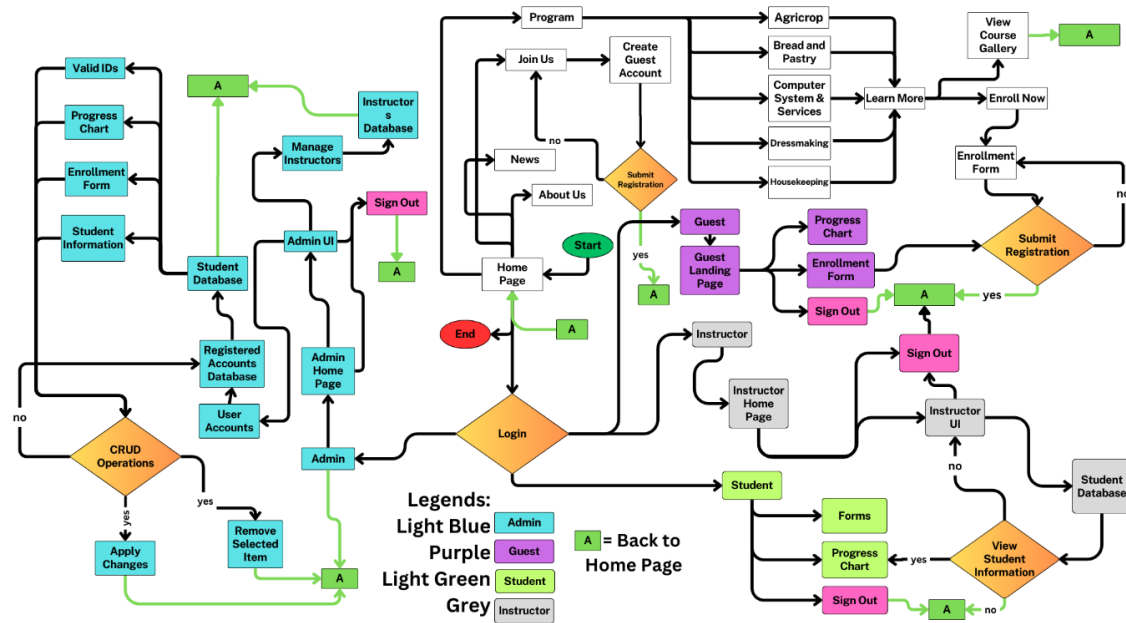 Program
Agricrop
View
Course
Gallery
A
Join Us
Create
Guest
Account
Bread and
Pastry
Valid IDs
A
Instructor
s
Database
Computer
System &
Services
Learn More
Enroll Now
Progress
Chart
Manage
Instructors
no
News
Dressmaking
Enrollment
Form
no
Enrollment
Form
Submit
Registration
Housekeeping
About Us
Sign Out
Student
Information
Admin UI
Start
Guest
Progress
Chart
Submit
Registration
Student
Database
A
Home
Page
yes
Guest
Landing
Page
Enrollment
Form
A
A
yes
Sign Out
End
A
Instructor
Sign Out
Registered
Accounts
Database
Admin
Home
Page
no
User
Accounts
Instructor
Home
Page
Instructor
UI
CRUD
Operations
Login
Admin
no
Student
Student
Database
yes
yes
Legends:
Light Blue
Admin
Purple
Guest
Light Green
Student
Grey
Instructor
A
= Back to
Home Page
Forms
Remove
Selected
Item
Apply
Changes
A
Progress
Chart
yes
View
Student
Information
Sign Out
A
no